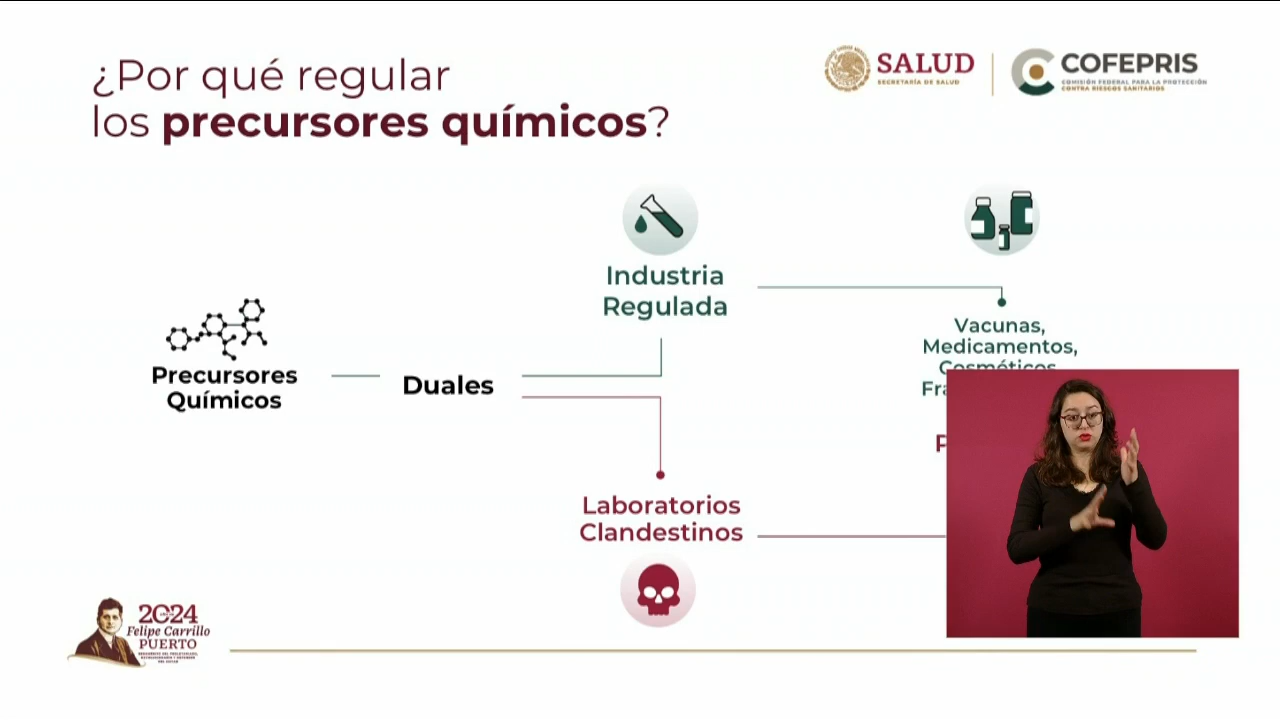 ¿Por qué regular
los precursores químicos?
SALUD
SECRETARÍA DE SALUD
COFEPRIS
COMISIÓN FEDERAL PARA LA PROTECCIÓN
CONTRA RIESGOS SANITARIOS
Industria
Regulada
Vacunas,
Medicamentos,
Cosméticos
Precursores
Químicos
Duales
Laboratorios
Clandestinos
2024
Felipe Carrillo
PUERTO